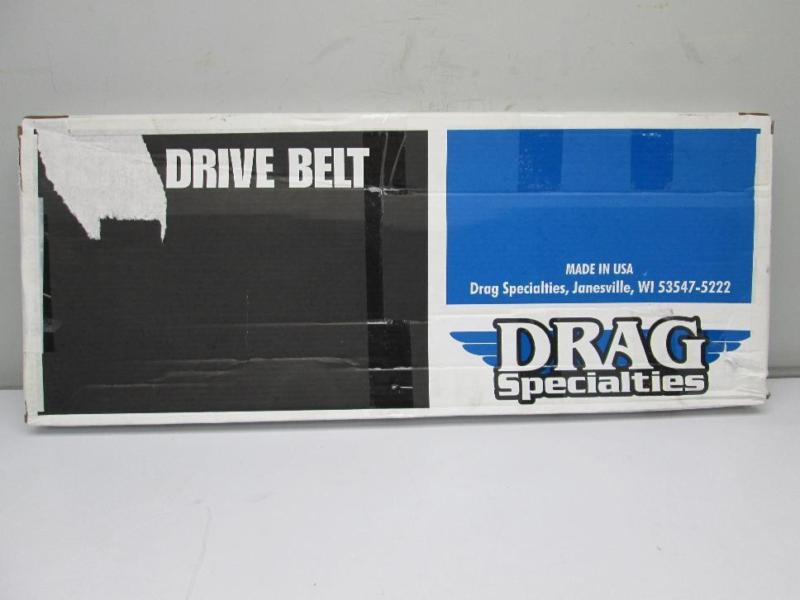 DRIVE BELT
MADE IN USA
Drag Specialties, Janesville, WI 53547-5222
DRAG
Specialties